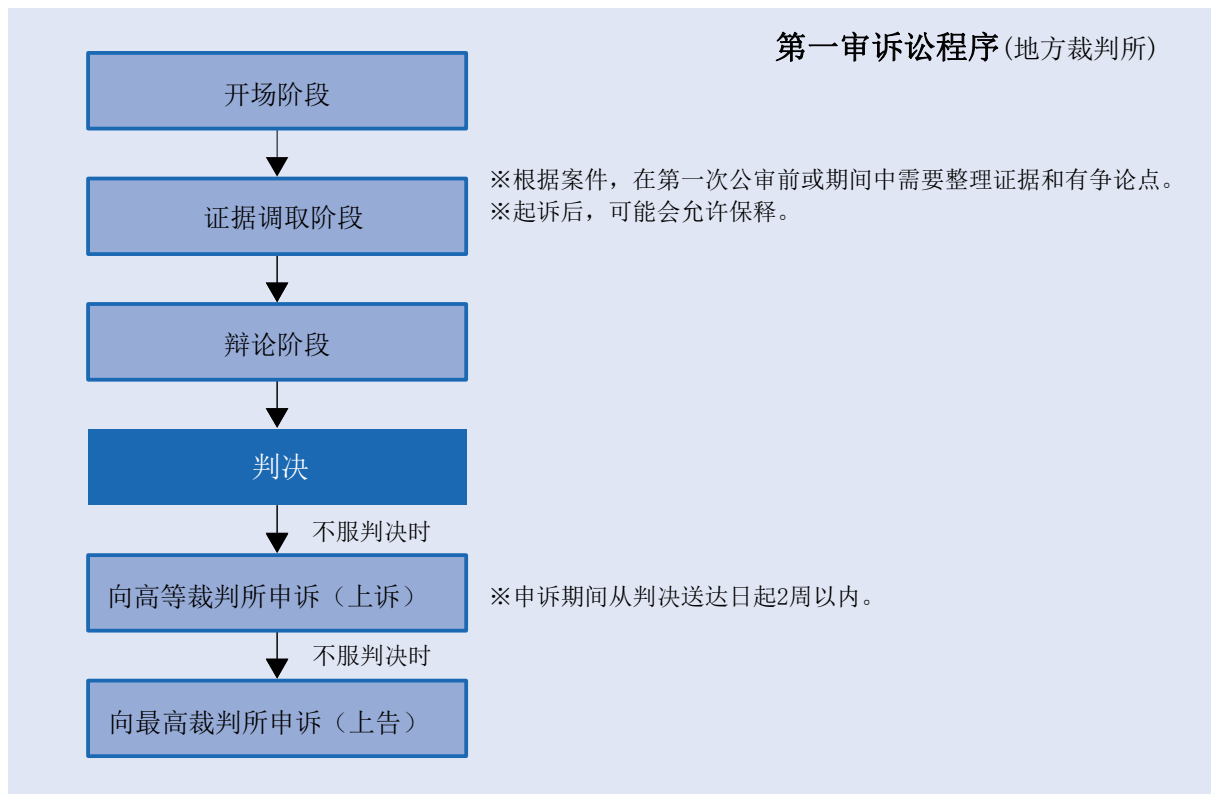 第一审诉讼程序(地方裁判所)
开场阶段
证据调取阶段
※根据案件，在第一次公审前或期间中需要整理证据和有争论点。
※起诉后，可能会允许保释。
辩论阶段
判决
不服判决时
向高等裁判所申诉（上诉）
※申诉期间从判决送达日起2周以内。
不服判决时
向最高裁判所申诉（上告）